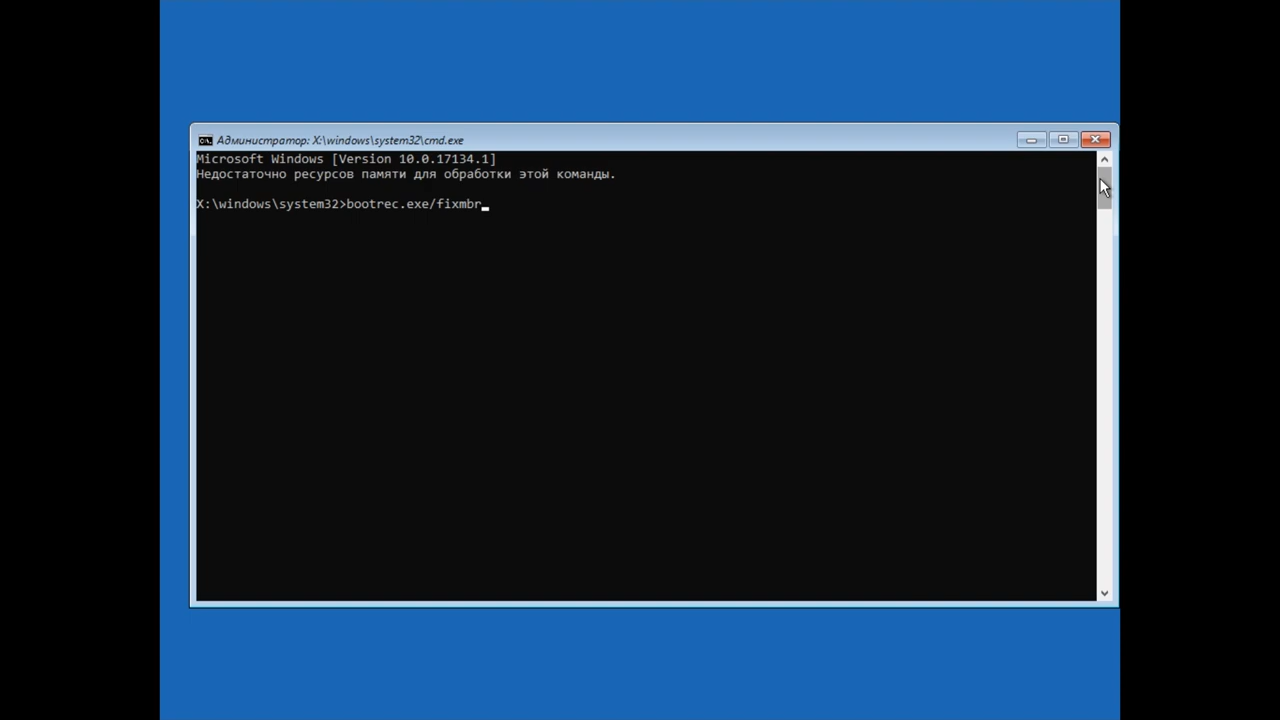 Администратор: X:\windows\system32\cmd.exe
Microsoft Windows [Version 10.0.17134.1]
Недостаточно ресурсов памяти для обработки этой команды.
X:\windows\system32>bootrec.exe/fixmbr